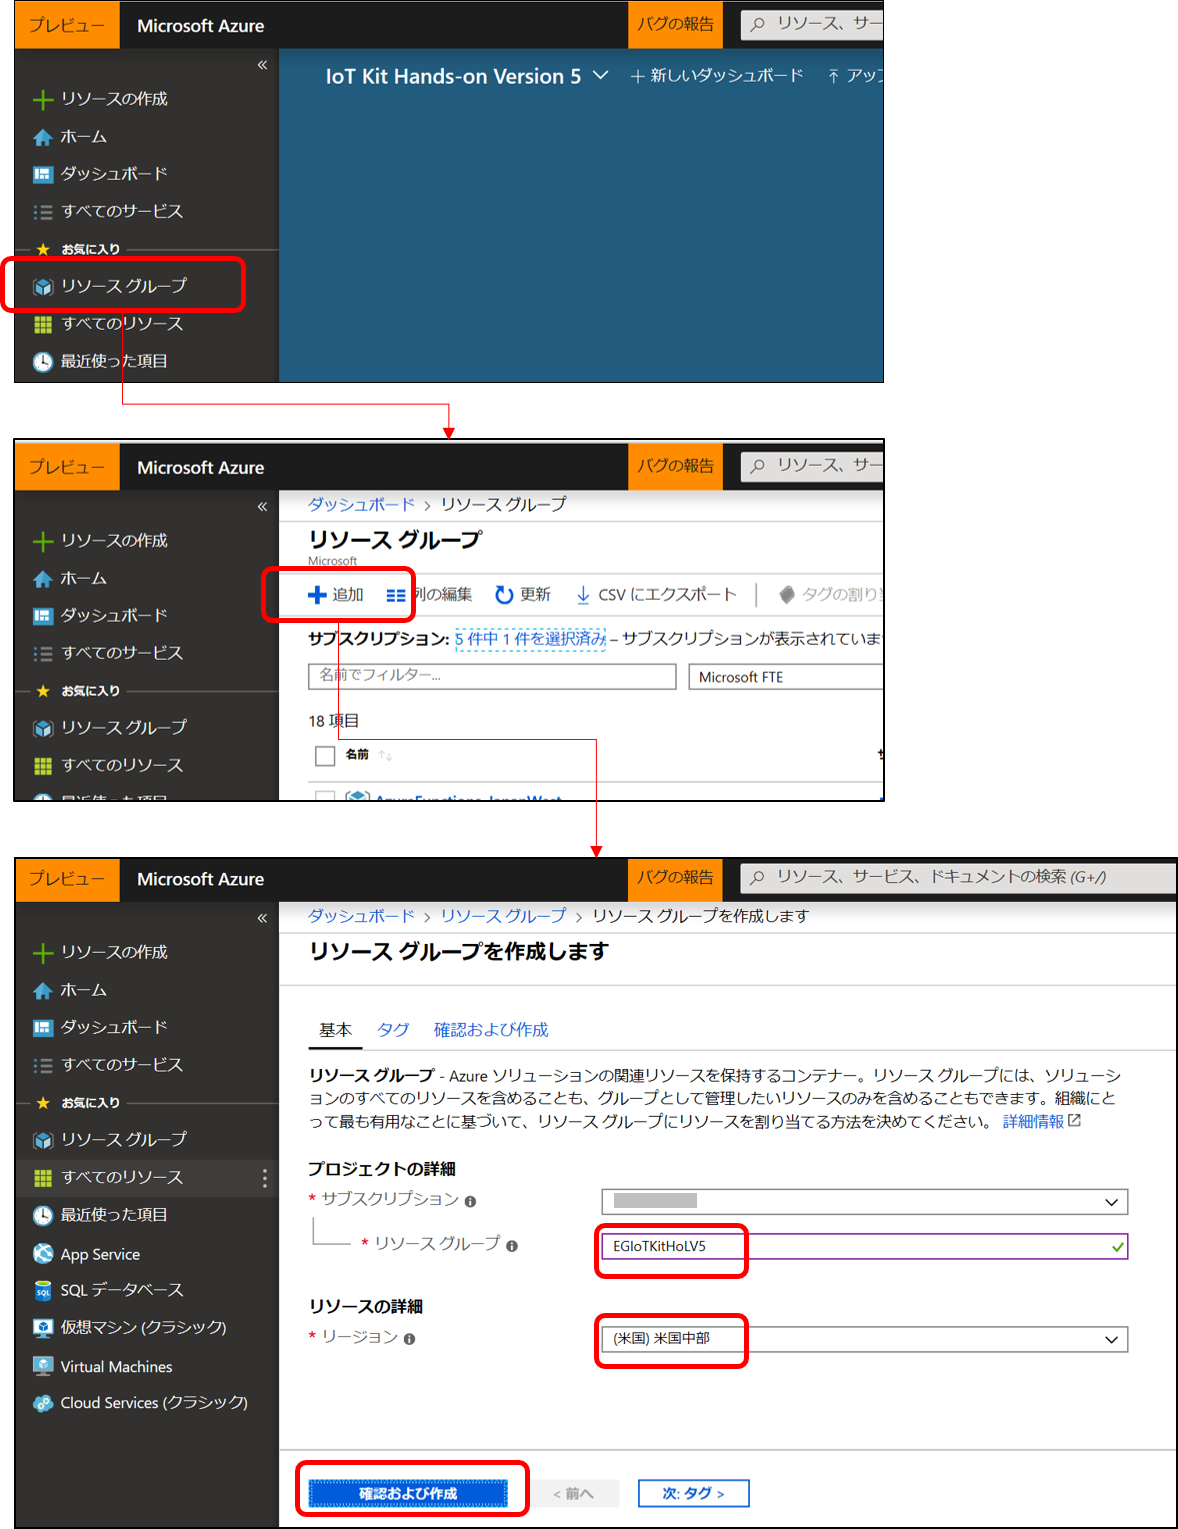 プレビュー
Microsoft Azure
バグの報告
リソース、サー
«
リソースの作成
ホーム
ダッシュボード
すべてのサービス
お気に入り
リソース グループ
すべてのリソース
最近使った項目
IoT Kit Hands-on Version 5
新しいダッシュボード
アップ
プレビュー
Microsoft Azure
バグの報告
リソース、サー
«
リソースの作成
ホーム
ダッシュボード
すべてのサービス
お気に入り
リソース グループ
すべてのリソース
最近使った項目
ダッシュボード > リソース グループ
リソース グループ
Microsoft
追加 列の編集 更新 CSV にエクスポート タグの割り
サブスクリプション: 5 件中 1 件を選択済み – サブスクリプションが表示されていま
名前でフィルター...
Microsoft FTE
18 項目
名前 ↑↓
AzureFunctions-JapanWest
プレビュー
Microsoft Azure
バグの報告
リソース、サービス、ドキュメントの検索 (G+/)
«
リソースの作成
ホーム
ダッシュボード
すべてのサービス
お気に入り
リソース グループ
すべてのリソース
最近使った項目
App Service
SQL データベース
仮想マシン (クラシック)
Virtual Machines
Cloud Services (クラシック)
ダッシュボード > リソース グループ > リソース グループを作成します
リソース グループを作成します
基本 タグ 確認および作成
リソース グループ - Azure ソリューションの関連リソースを保持するコンテナー。リソース グループには、ソリューシ
ョンのすべてのリソースを含めることも、グループとして管理したいリソースのみを含めることもできます。組織にと
って最も有用なことに基づいて、リソース グループにリソースを割り当てる方法を決めてください。 詳細情報
プロジェクトの詳細
* サブスクリプション
* リソース グループ
EGIoTKitHoLV5
リソースの詳細
* リージョン
(米国) 米国中部
確認および作成
< 前へ
次: タグ >